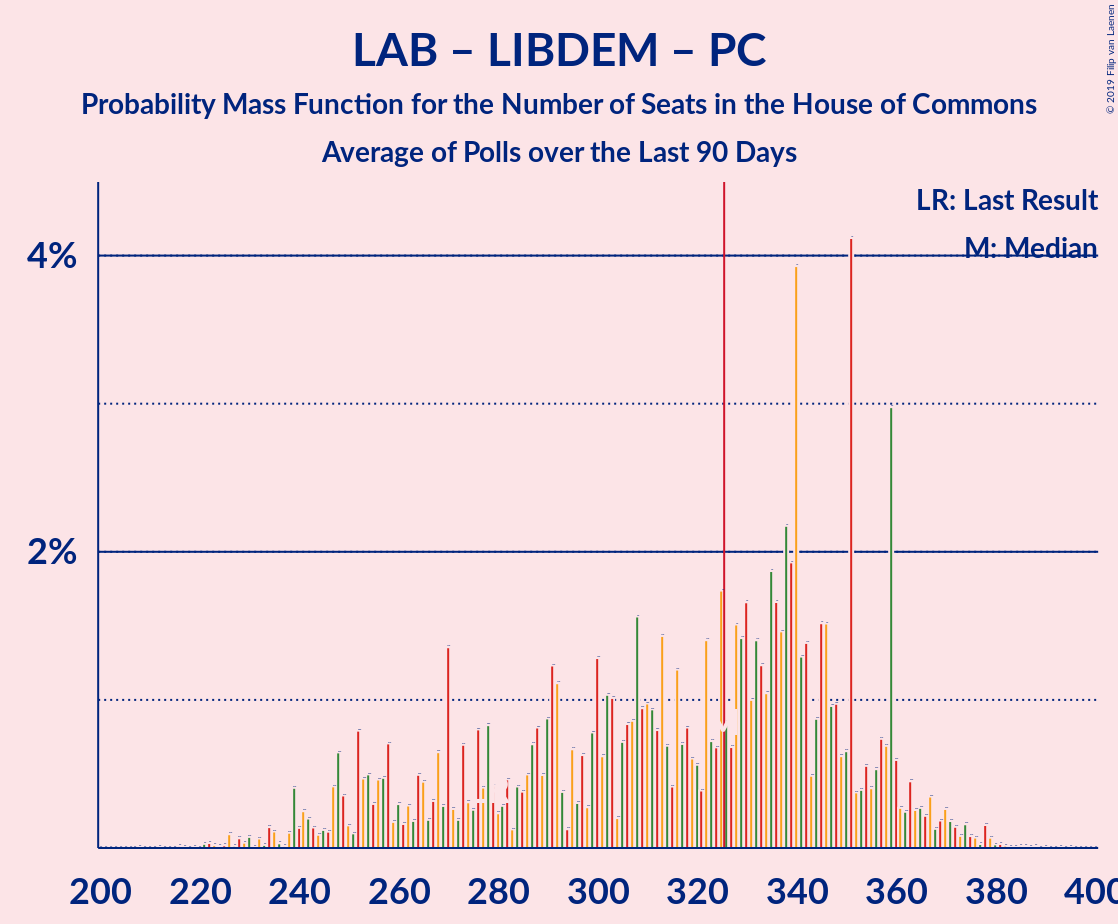 LAB – LIBDEM – PC
Probability Mass Function for the Number of Seats in the House of Commons
Average of Polls over the Last 90 Days
© 2019 Filip van Laenen
LR: Last Result
M: Median
4%
2%
200 220 240 260 280 300 320 340 360 380 400